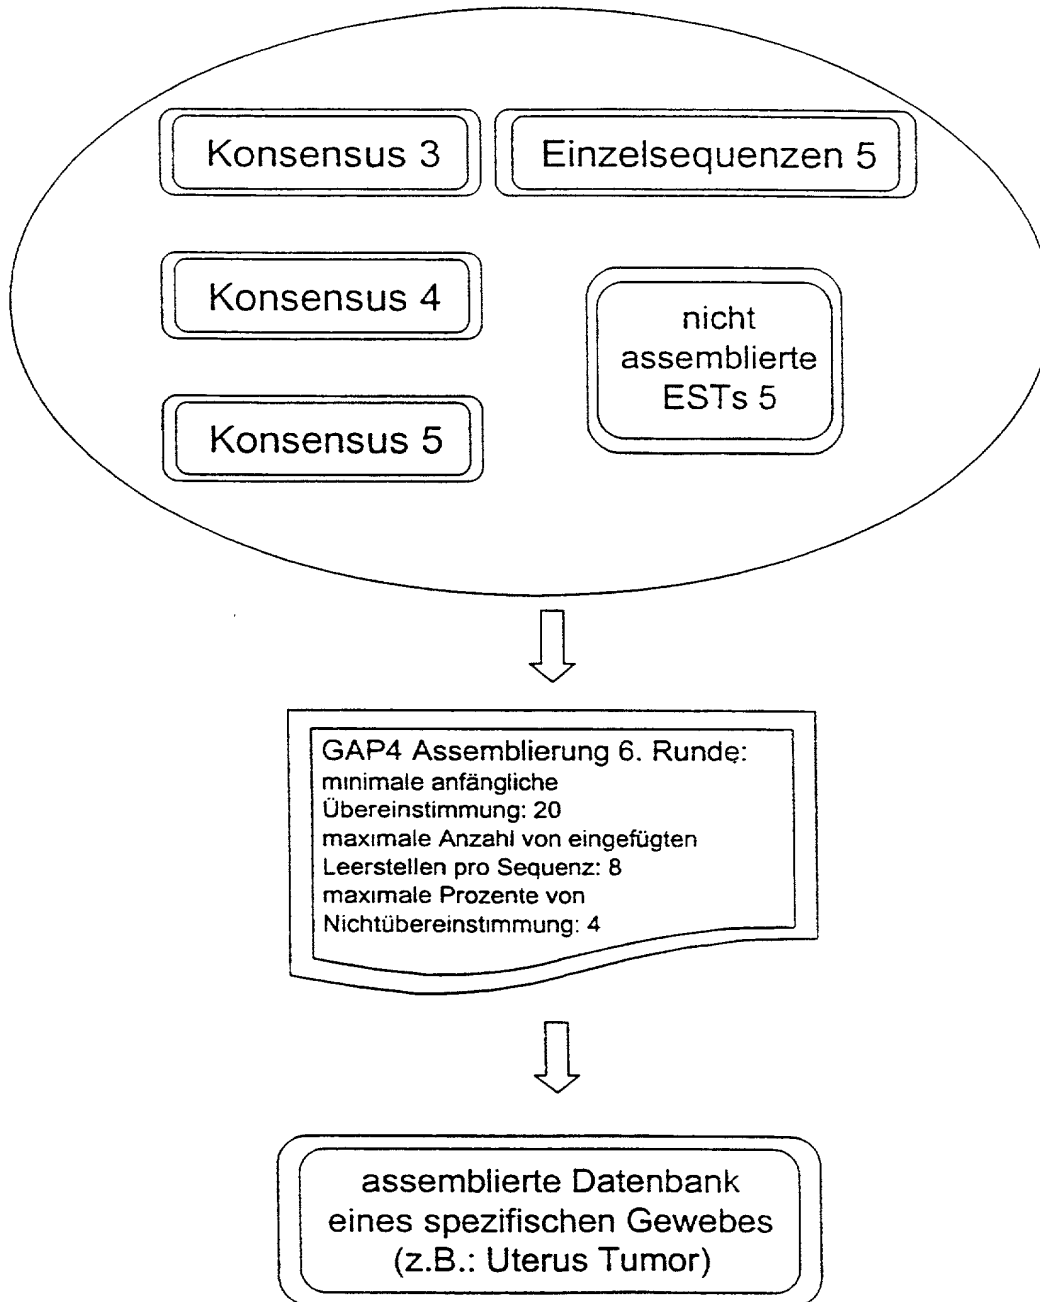 Konsensus 3
Einzelsequenzen 5
Konsensus 4
nicht
assemblierte
ESTs 5
Konsensus 5
GAP4 Assemblierung 6. Runde:
minimale anfängliche
Übereinstimmung: 20
maximale Anzahl von eingefügten
Leerstellen pro Sequenz: 8
maximale Prozente von
Nichtübereinstimmung: 4
assemblierte Datenbank
eines spezifischen Gewebes
(z.B.: Uterus Tumor)